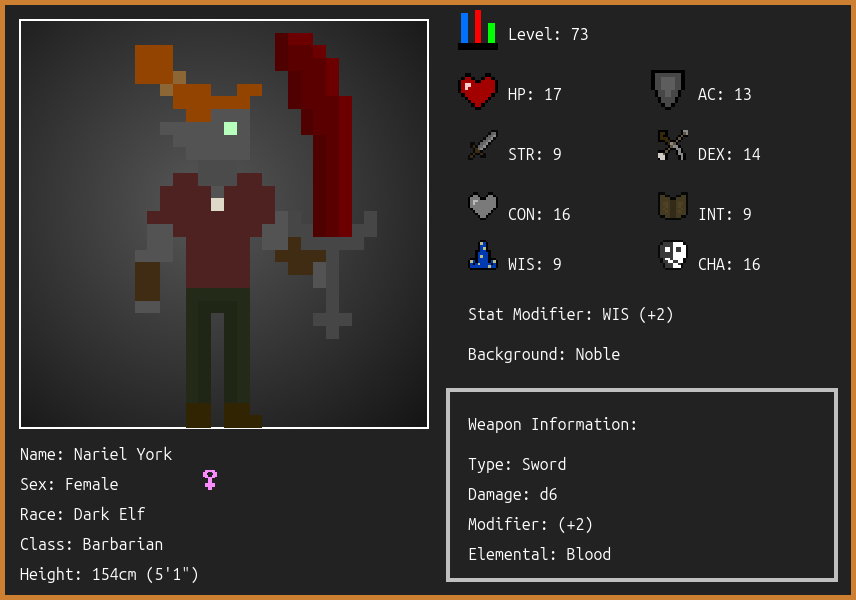 Level: 73
HP: 17
AC: 13
STR: 9
DEX: 14
CON: 16
INT: 9
WIS: 9
CHA: 16
Stat Modifier: WIS (+2)
Background: Noble
Weapon Information:
Type: Sword
Damage: d6
Modifier: (+2)
Elemental: Blood
Name: Nariel York
Sex: Female
Race: Dark Elf
Class: Barbarian
Height: 154cm (5'1")